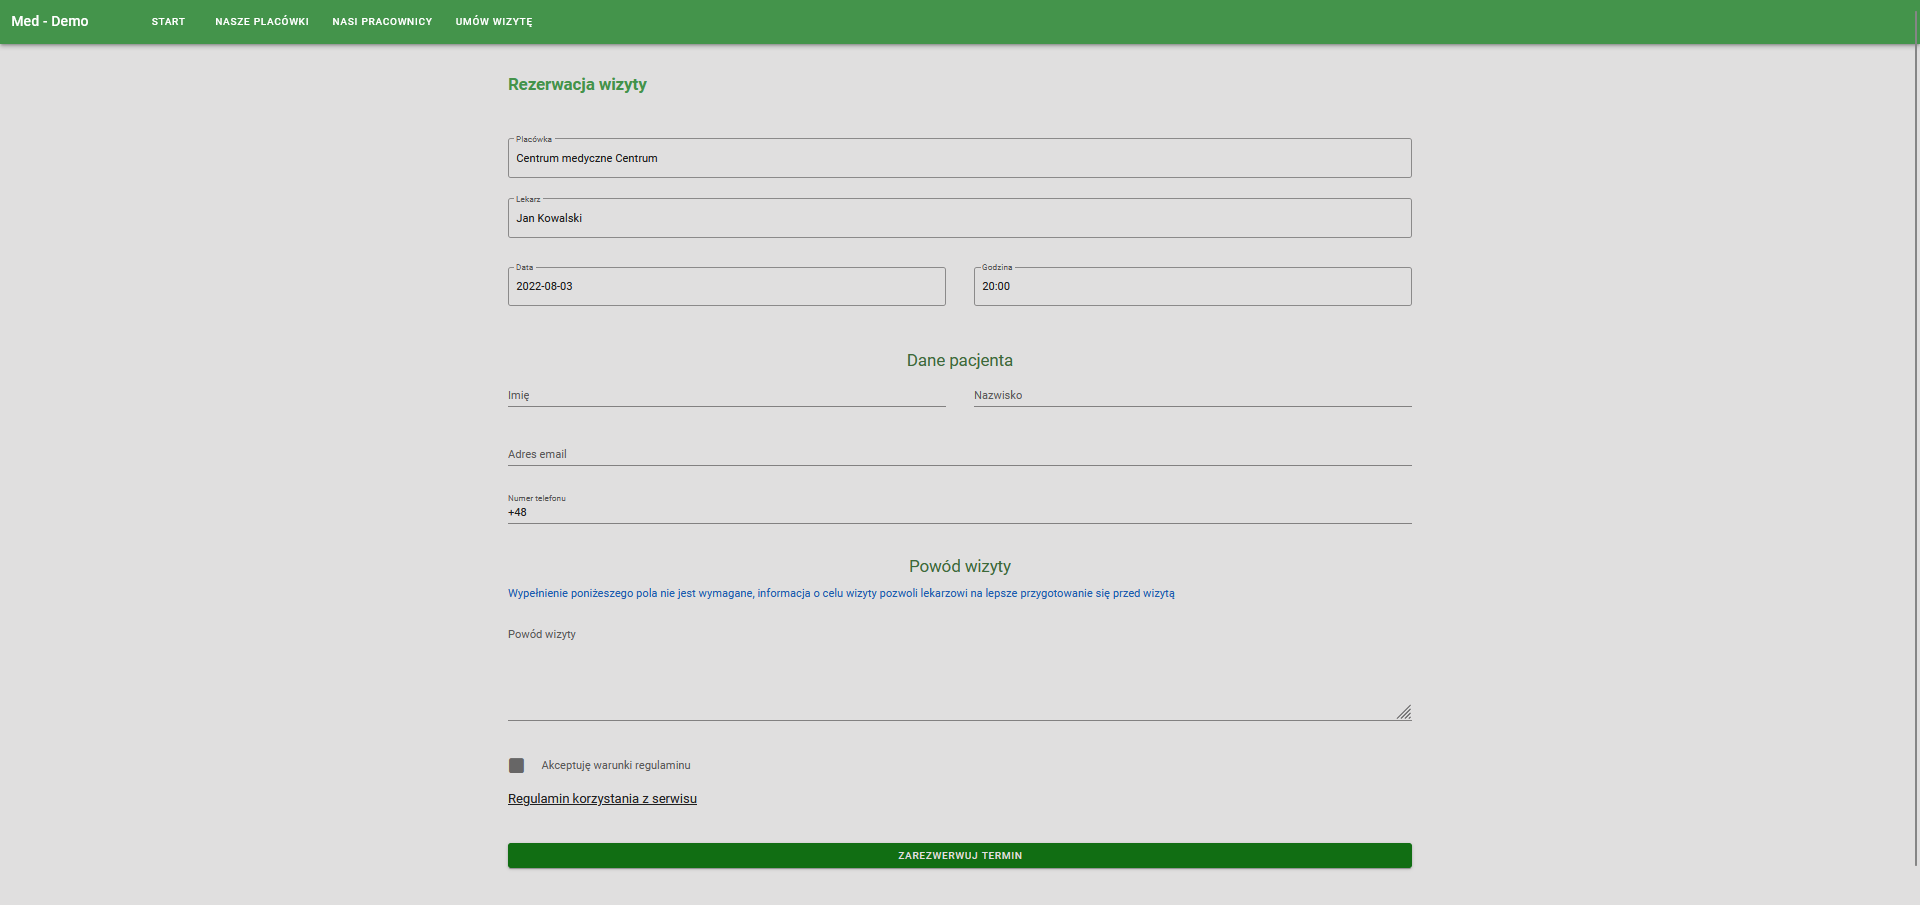 Med - Demo START NASZE PLACÓWKI NASI PRACOWNICY UMÓW WIZYTĘ
Rezerwacja wizyty
Placówka
Centrum medyczne Centrum
Lekarz
Jan Kowalski
Data Godzina
2022-08-03 20:00
Dane pacjenta
Imię Nazwisko
Adres email
Numer telefonu
+48
Powód wizyty
Wypełnienie poniżeszego pola nie jest wymagane, informacja o celu wizyty pozwoli lekarzowi na lepsze przygotowanie się przed wizytą
Powód wizyty
Akceptuję warunki regulaminu
Regulamin korzystania z serwisu
ZAREZWERWUJ TERMIN